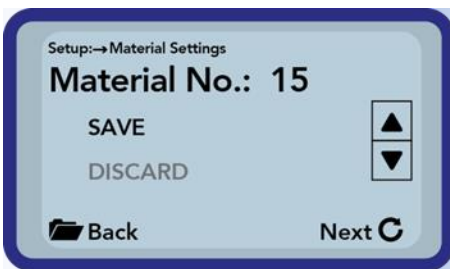 Setup:→Material Settings
Material No.: 15
SAVE
DISCARD
Back Next